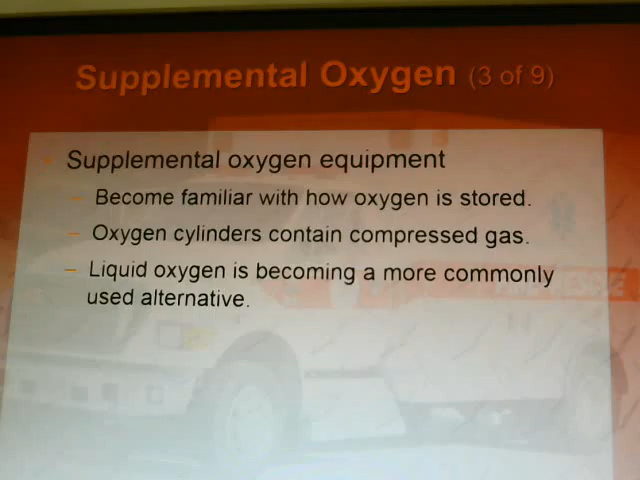 Supplemental Oxygen (3 of 9)
Supplemental oxygen equipment
– Become familiar with how oxygen is stored.
– Oxygen cylinders contain compressed gas.
– Liquid oxygen is becoming a more commonly
used alternative.
RESCUE